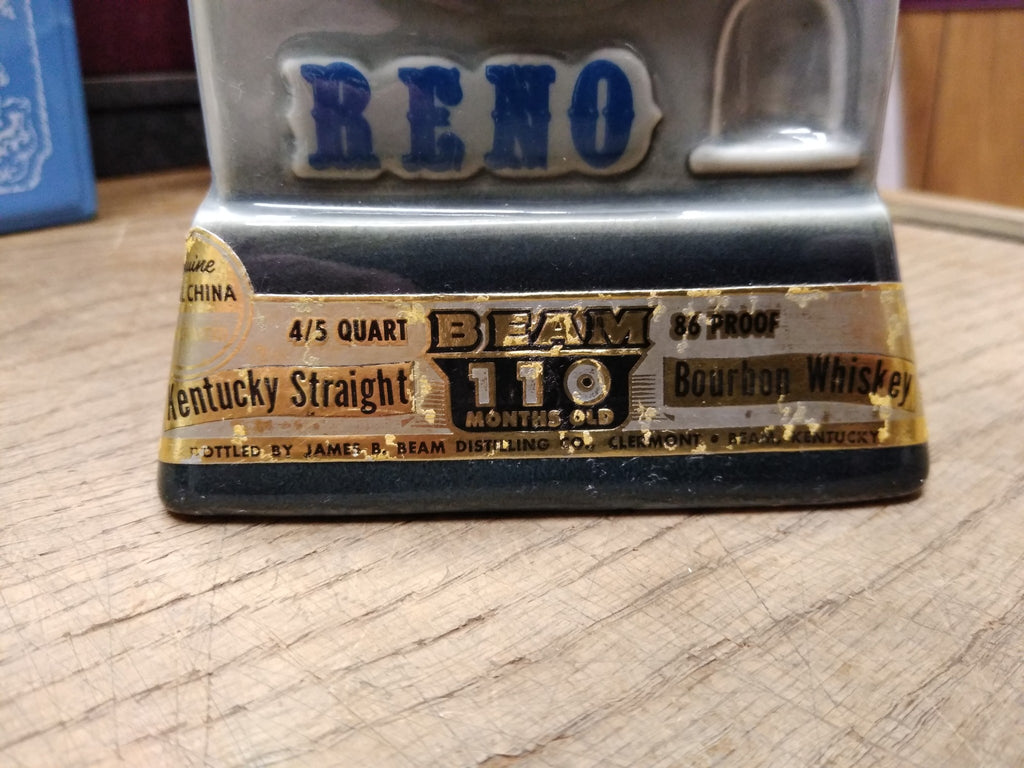 RENO
CHINA
4/5 QUART BEAM 86 PROOF
Kentucky Straight 110 Bourbon Whiskey
MONTHS OLD
BOTTLED BY JAMES B. BEAM DISTILLING CO., CLERMONT • BEAM, KENTUCKY